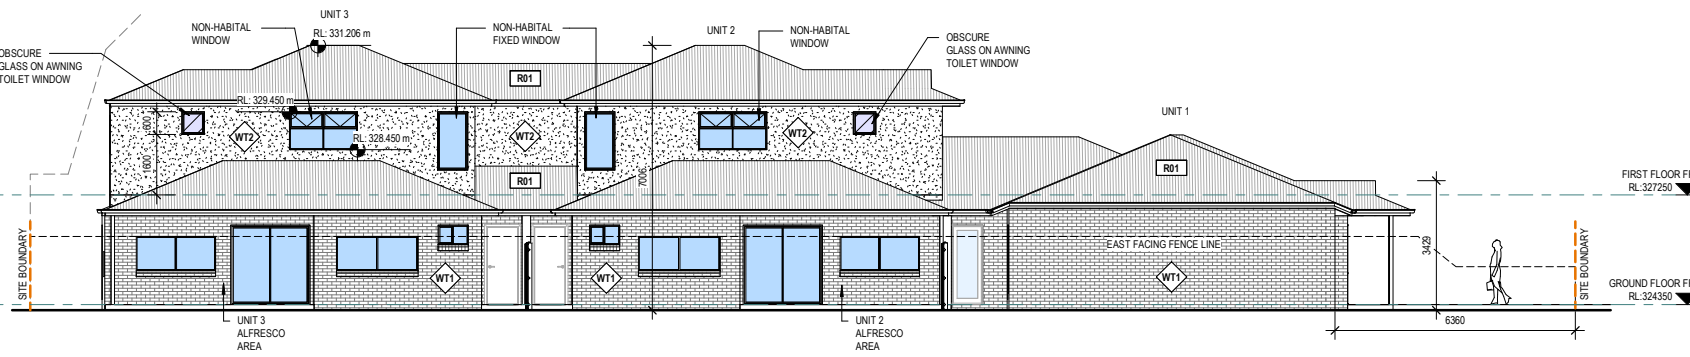 UNIT 3
NON-HABITAL
WINDOW
RL: 331.206 m
NON-HABITAL
FIXED WINDOW
UNIT 2
NON-HABITAL
WINDOW
OBSCURE
GLASS ON AWNING
TOILET WINDOW
OBSCURE
GLASS ON AWNING
TOILET WINDOW
R01
RL: 329.450 m
600
WT2
WT2
WT2
RL: 328.450 m
1600
UNIT 1
R01
7006
R01
FIRST FLOOR F
RL:327250
SITE BOUNDARY
EAST FACING FENCE LINE
3429
SITE BOUNDARY
WT1
WT1
WT1
GROUND FLOOR F
RL:324350
UNIT 3
ALFRESCO
AREA
UNIT 2
ALFRESCO
AREA
6360